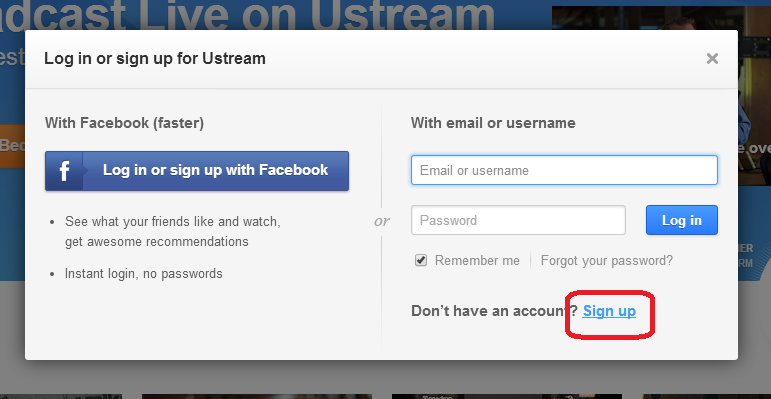 adcast Live on Ustream
est
Log in or sign up for Ustream
With Facebook (faster)
f Log in or sign up with Facebook
• See what your friends like and watch,
get awesome recommendations
• Instant login, no passwords
or
With email or username
Email or username
Password
Log in
Remember me
Forgot your password?
Don't have an account? Sign up
Bec
e ove
ER
RM